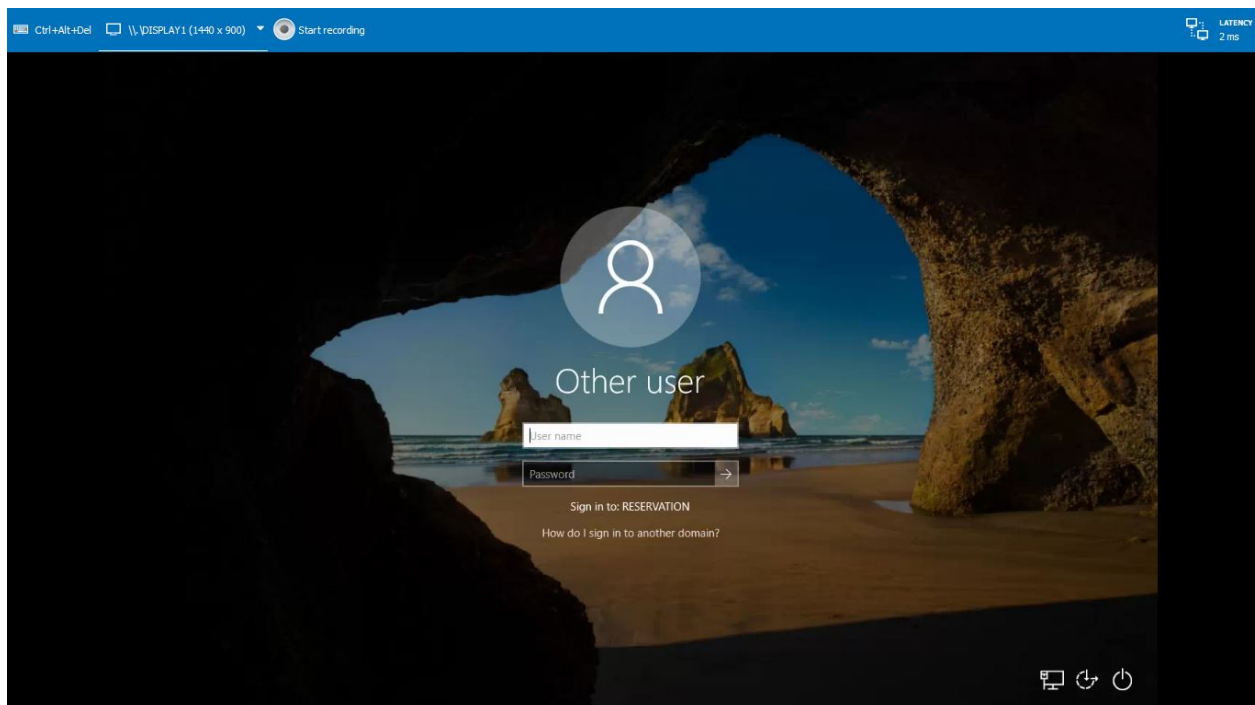 Ctrl+Alt+Del \\.\DISPLAY1 (1440 x 900) Start recording
LATENCY
2 ms
Other user
User name
Password
Sign in to: RESERVATION
How do I sign in to another domain?